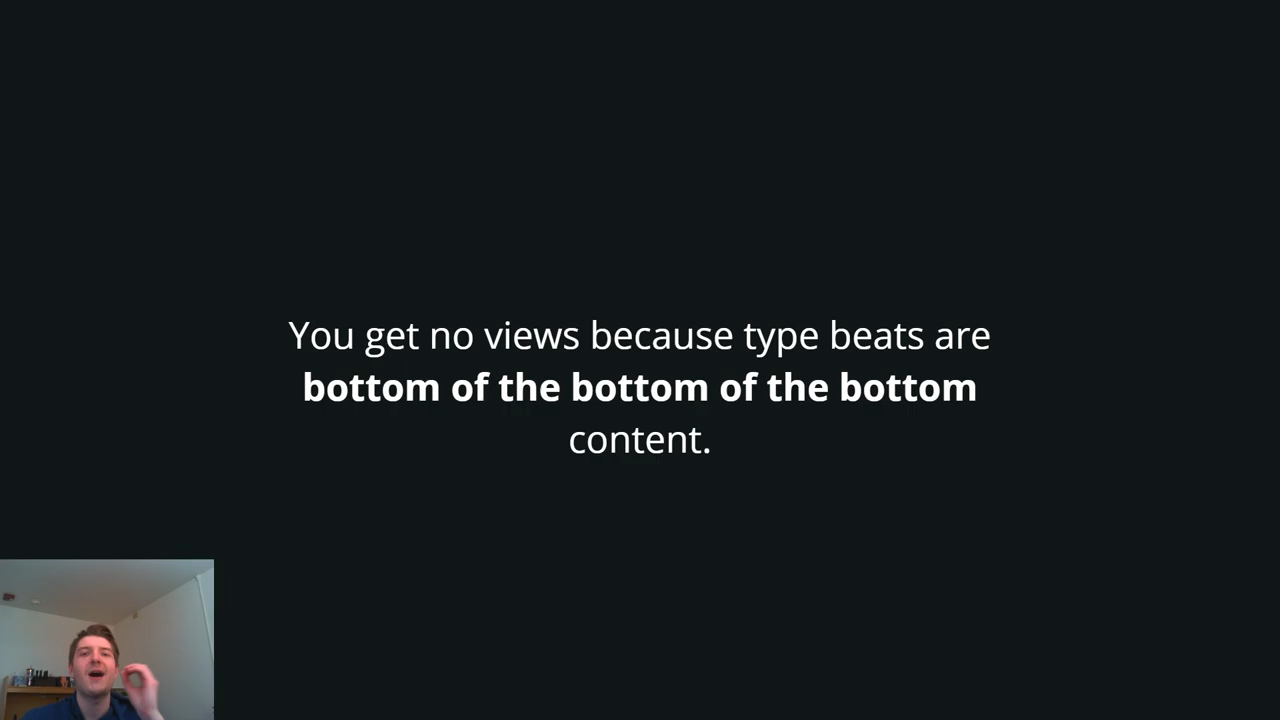 You get no views because type beats are
bottom of the bottom of the bottom
content.